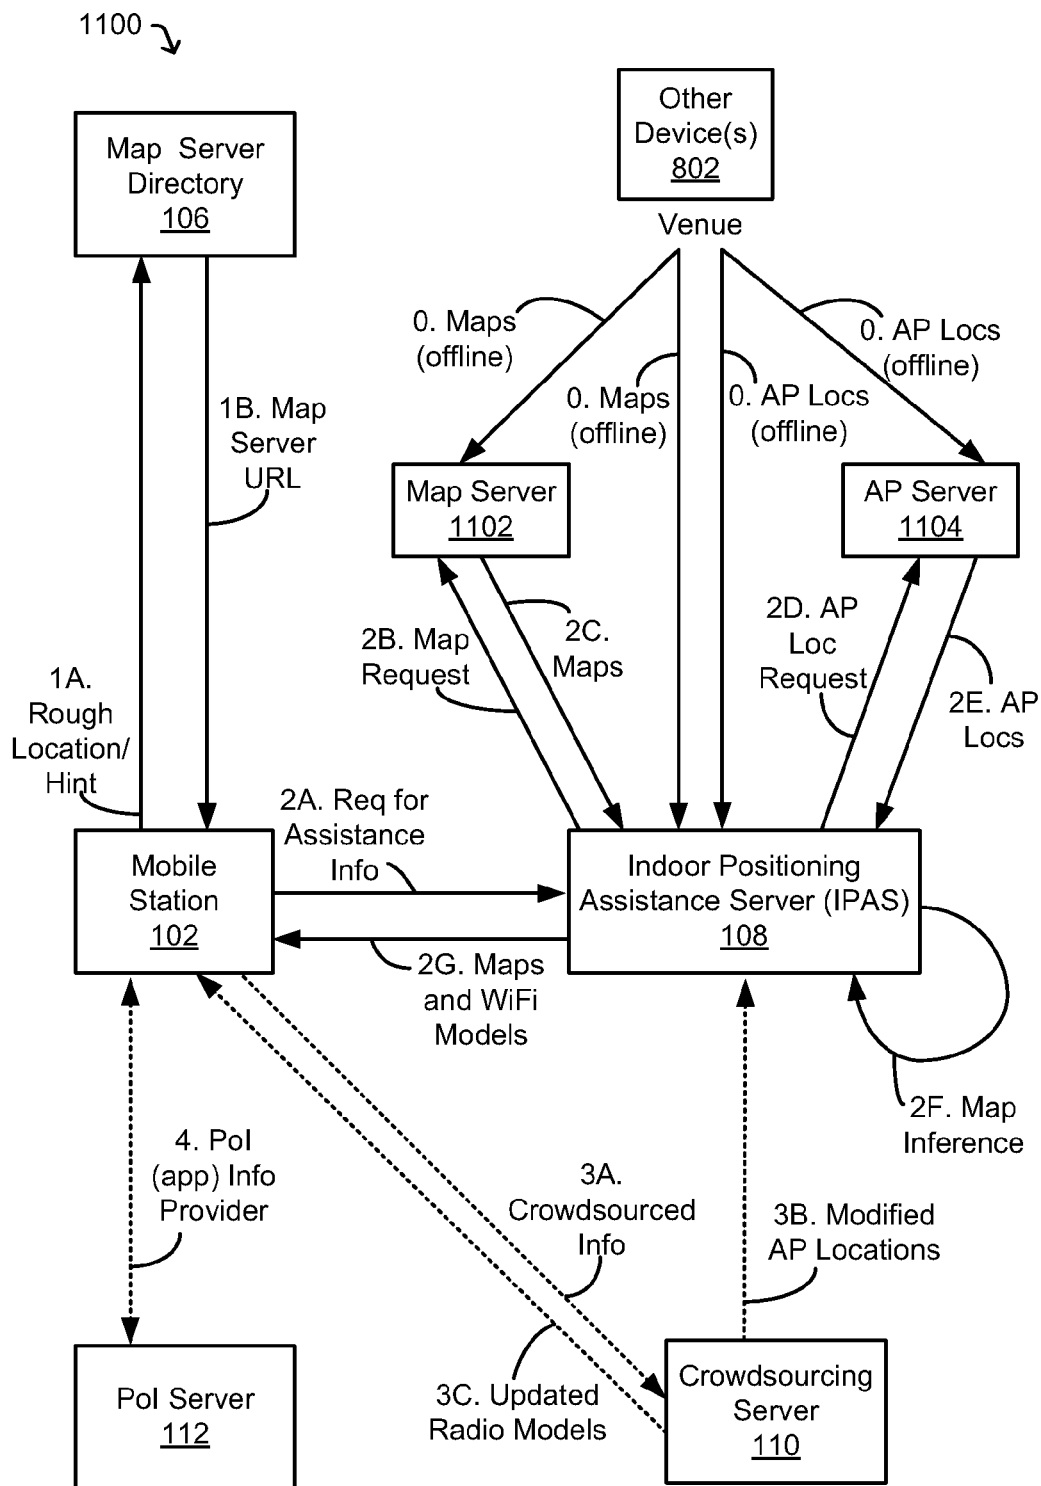 1100
Other
Device(s)
802
Map Server
Directory
106
Venue
0. Maps
(offline)
0. AP Locs
(offline)
0. Maps
(offline)
0. AP Locs
(offline)
1B. Map
Server
URL
Map Server
1102
AP Server
1104
2B. Map
Request
2C.
Maps
2D. AP
Loc
Request
2E. AP
Locs
1A.
Rough
Location/
Hint
2A. Req for
Assistance
Info
Mobile
Station
102
Indoor Positioning
Assistance Server (IPAS)
108
2G. Maps
and WiFi
Models
2F. Map
Inference
4. PoI
(app) Info
Provider
3A.
Crowdsourced
Info
3B. Modified
AP Locations
3C. Updated
Radio Models
PoI Server
112
Crowdsourcing
Server
110